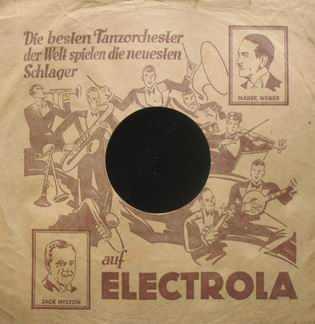 Die besten Tanzorchester
der Welt spielen die neuesten
Schlager
MAREK WEBER
JACK HYLTON
auf
ELECTROLA